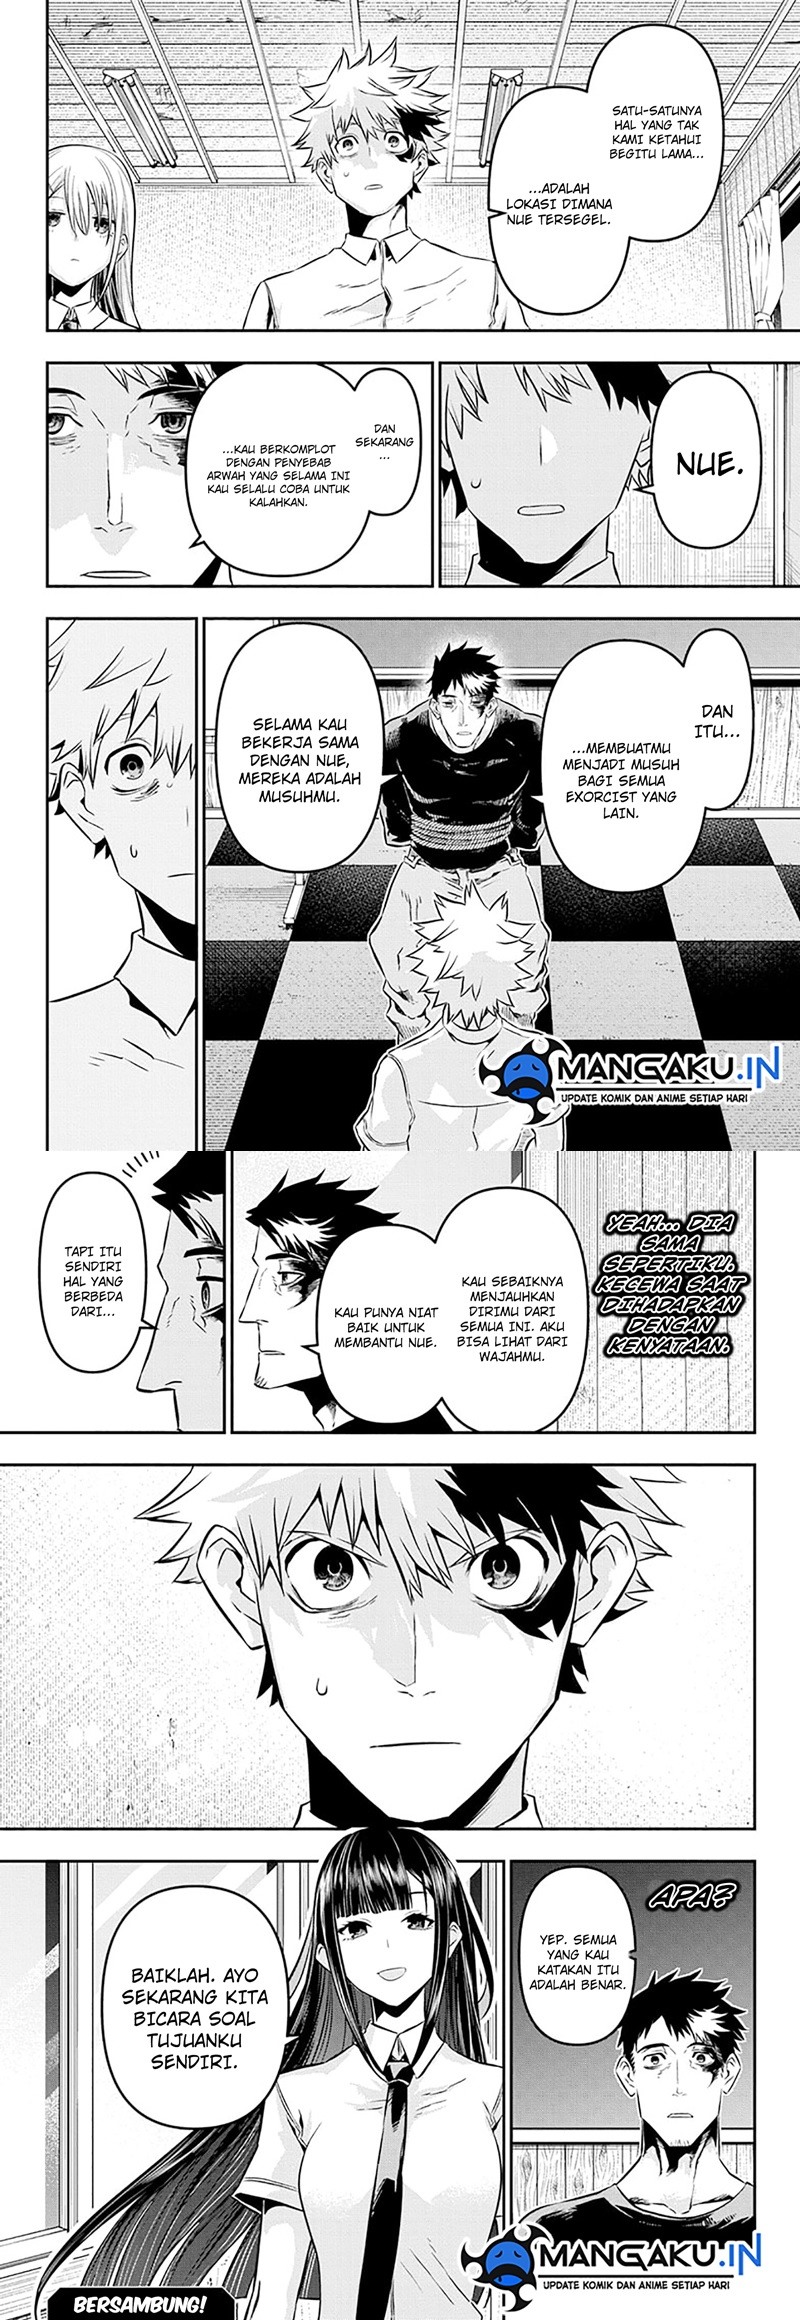 SATU-SATUNYA
HAL YANG TAK
KAMI KETAHUI
BEGITU LAMA...
...ADALAH
LOKASI DIMANA
NUE TERSEGEL.
NUE.
DAN
SEKARANG
...
...KAU BERKOMPLOT
DENGAN PENYEBAB
ARWAH YANG SELAMA INI
KAU SELALU COBA UNTUK
KALAHKAN.
DAN
ITU...
...MEMBUATMU
MENJADI MUSUH
BAGI SEMUA
EXORCIST YANG
LAIN.
SELAMA KAU
BEKERJA SAMA
DENGAN NUE,
MEREKA ADALAH
MUSUHMU.
MANGAKU.IN
UPDATE KOMIK DAN ANIME SETIAP HARI
YEAH... DIA
SAMA
SEPERTIKU.
KECEWA SAAT
DIHADAPKAN
DENGAN
KENYATAAN.
KAU SEBAIKNYA
MENJAUHKAN
DIRIMU DARI
SEMUA INI. AKU
BISA LIHAT DARI
WAJAHMU.
KAU PUNYA NIAT
BAIK UNTUK
MEMBANTU NUE.
TAPI ITU
SENDIRI
HAL YANG
BERBEDA
DARI...
APA?
YEP. SEMUA
YANG KAU
KATAKAN ITU
ADALAH BENAR.
BAIKLAH. AYO
SEKARANG KITA
BICARA SOAL
TUJUANKU
SENDIRI.
MANGAKU.IN
UPDATE KOMIK DAN ANIME SETIAP HARI
BERSAMBUNG!